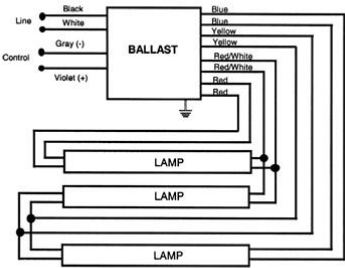 Black
Line
White
Gray (-)
Control
Violet (+)
BALLAST
Blue
Blue
Yellow
Yellow
Red/White
Red/White
Red
Red
LAMP
LAMP
LAMP